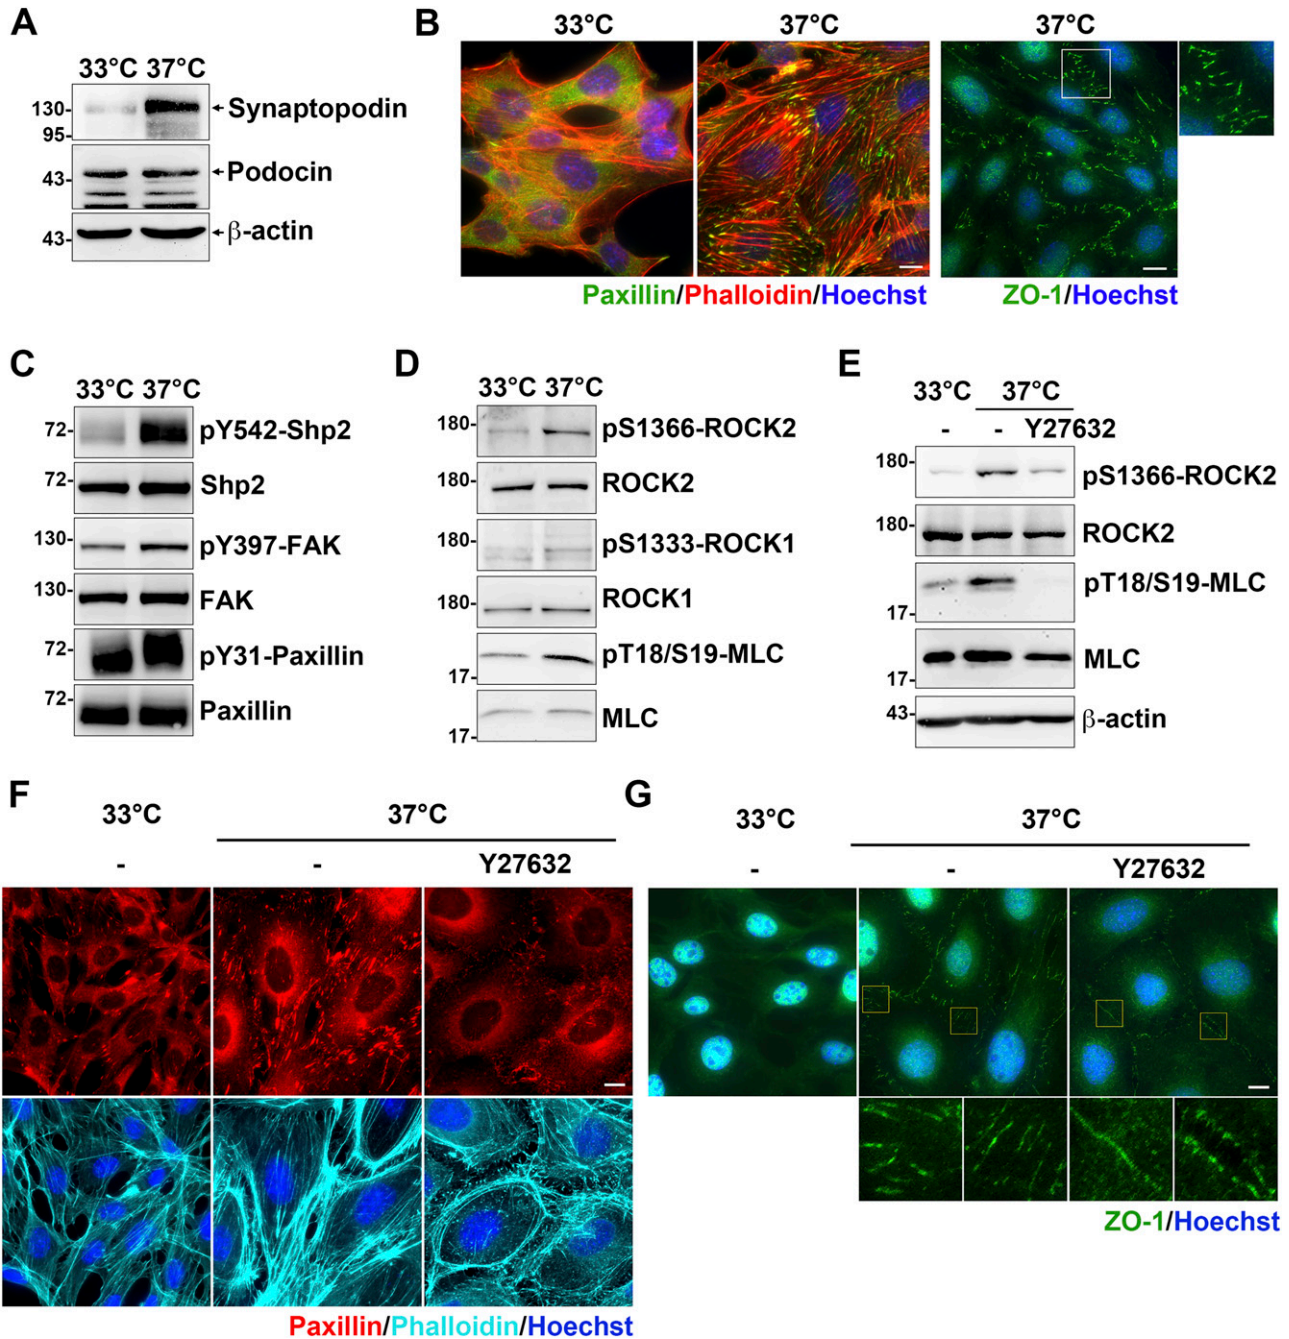 A
33°C 37°C
130-
Synaptopodin
95-
43-
Podocin
43-
β-actin
B
33°C 37°C 37°C
Paxillin/Phalloidin/Hoechst
ZO-1/Hoechst
C
33°C 37°C
72-
pY542-Shp2
72-
Shp2
130-
pY397-FAK
130-
FAK
72-
pY31-Paxillin
72-
Paxillin
D
33°C 37°C
180-
pS1366-ROCK2
180-
ROCK2
180-
pS1333-ROCK1
180-
ROCK1
pT18/S19-MLC
17-
MLC
17-
E
33°C 37°C
- - Y27632
180-
pS1366-ROCK2
180-
ROCK2
pT18/S19-MLC
17-
MLC
17-
43-
β-actin
F
33°C 37°C
- - Y27632
Paxillin/Phalloidin/Hoechst
G
33°C 37°C
- - Y27632
ZO-1/Hoechst